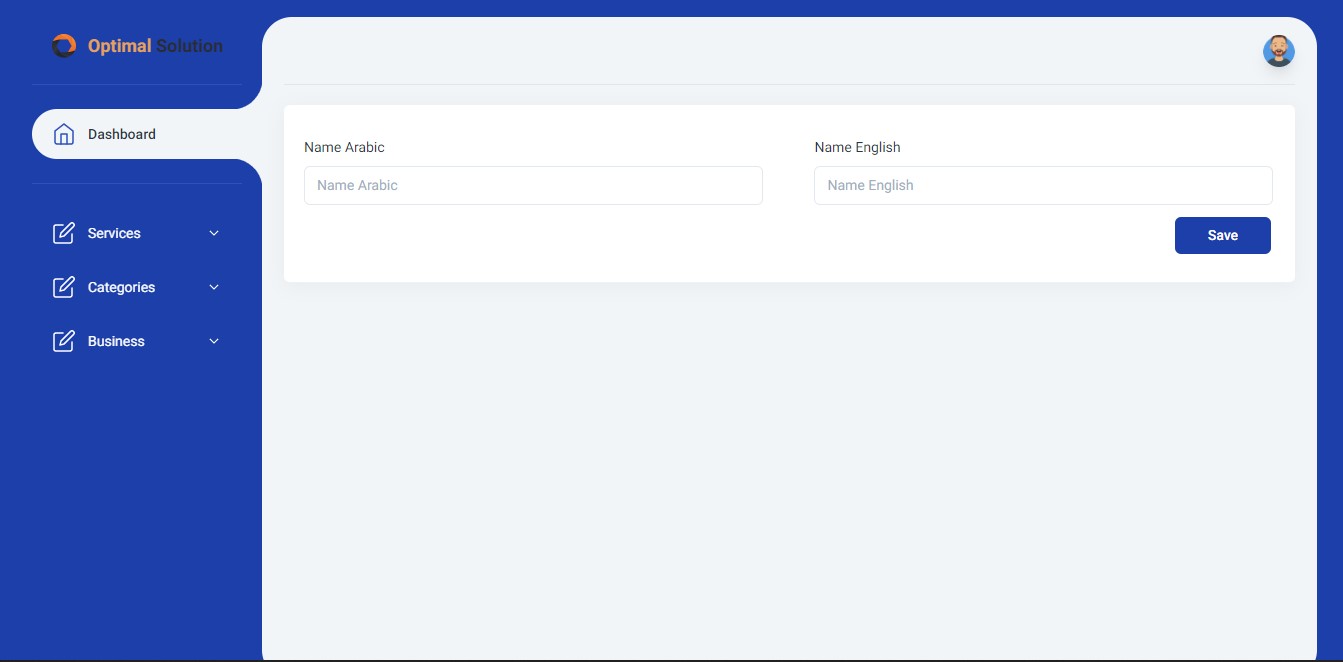 Optimal Solution
Dashboard
Services
Categories
Business
Name Arabic
Name Arabic
Name English
Name English
Save